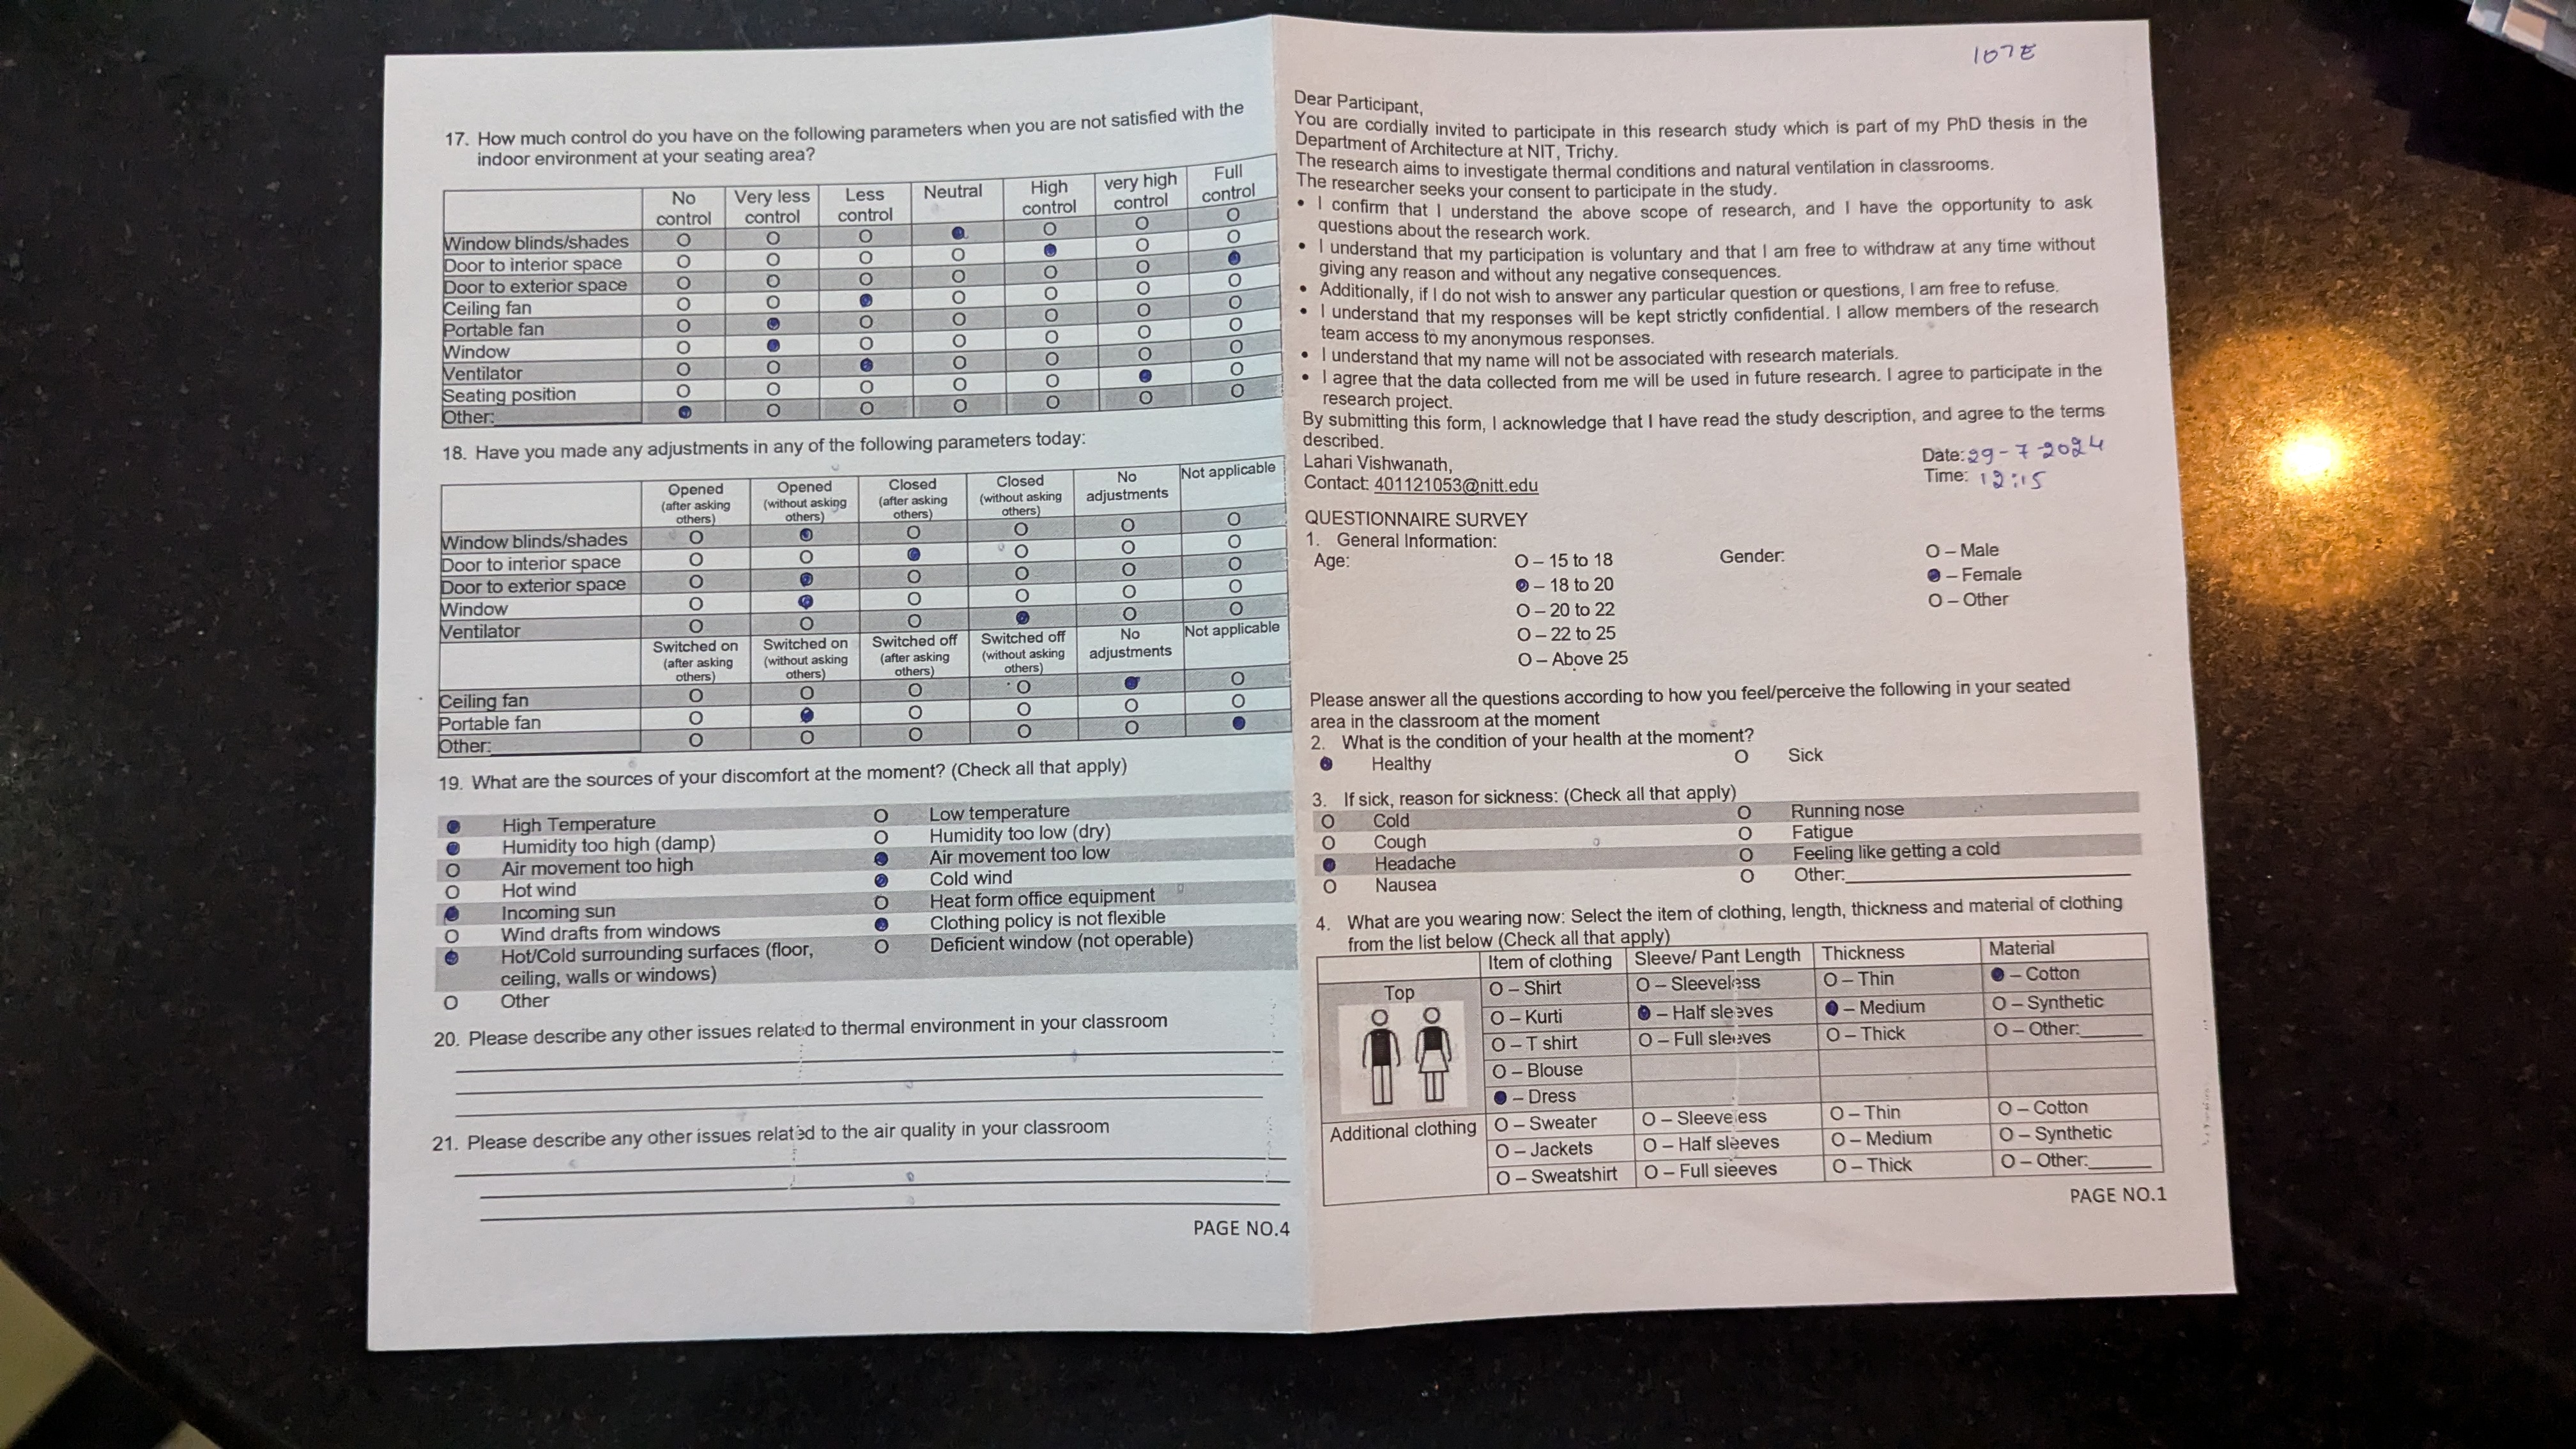 17. How much control do you have on the following parameters when you are not satisfied with the
indoor environment at your seating area?
No control Very less control Less control Neutral High control very high control Full control
Window blinds/shades O O O ● O O O
Door to interior space O O O O ● O O
Door to exterior space O O O O O O ●
Ceiling fan O O ● O O O O
Portable fan O ● O O O O O
Window O ● O O O O O
Ventilator O O ● O O O O
Seating position O O O O O ● O
Other: ● O O O O O O
18. Have you made any adjustments in any of the following parameters today:
Opened (after asking others) Opened (without asking others) Closed (after asking others) Closed (without asking others) No adjustments Not applicable
Window blinds/shades O ● O O O O
Door to interior space O O ● O O O
Door to exterior space O ● O O O O
Window O ● O O O O
Ventilator O O O ● O O
Switched on (after asking others) Switched on (without asking others) Switched off (after asking others) Switched off (without asking others) No adjustments Not applicable
Ceiling fan O O O O ● O
Portable fan O ● O O O O
Other: O O O O O ●
19. What are the sources of your discomfort at the moment? (Check all that apply)
● High Temperature O Low temperature
● Humidity too high (damp) O Humidity too low (dry)
O Air movement too high ● Air movement too low
O Hot wind ● Cold wind
● Incoming sun O Heat form office equipment
O Wind drafts from windows ● Clothing policy is not flexible
● Hot/Cold surrounding surfaces (floor, O Deficient window (not operable)
ceiling, walls or windows)
O Other
20. Please describe any other issues related to thermal environment in your classroom
21. Please describe any other issues related to the air quality in your classroom
PAGE NO.4
107E
Dear Participant,
You are cordially invited to participate in this research study which is part of my PhD thesis in the
Department of Architecture at NIT, Trichy.
The research aims to investigate thermal conditions and natural ventilation in classrooms.
The researcher seeks your consent to participate in the study.
• I confirm that I understand the above scope of research, and I have the opportunity to ask
questions about the research work.
• I understand that my participation is voluntary and that I am free to withdraw at any time without
giving any reason and without any negative consequences.
• Additionally, if I do not wish to answer any particular question or questions, I am free to refuse.
• I understand that my responses will be kept strictly confidential. I allow members of the research
team access to my anonymous responses.
• I understand that my name will not be associated with research materials.
• I agree that the data collected from me will be used in future research. I agree to participate in the
research project.
By submitting this form, I acknowledge that I have read the study description, and agree to the terms
described.
Lahari Vishwanath, Date: 29-7-2024
Contact: 401121053@nitt.edu Time: 12:15
QUESTIONNAIRE SURVEY
1. General Information:
Age: O – 15 to 18 Gender: O – Male
● – 18 to 20 ● – Female
O – 20 to 22 O – Other
O – 22 to 25
O – Above 25
Please answer all the questions according to how you feel/perceive the following in your seated
area in the classroom at the moment
2. What is the condition of your health at the moment?
● Healthy O Sick
3. If sick, reason for sickness: (Check all that apply)
O Cold O Running nose
O Cough O Fatigue
● Headache O Feeling like getting a cold
O Nausea O Other:
4. What are you wearing now: Select the item of clothing, length, thickness and material of clothing
from the list below (Check all that apply)
Item of clothing Sleeve/ Pant Length Thickness Material
Top O – Shirt O – Sleeveless O – Thin ● – Cotton
O – Kurti ● – Half sleeves ● – Medium O – Synthetic
O – T shirt O – Full sleeves O – Thick O – Other:
O – Blouse
● – Dress
Additional clothing O – Sweater O – Sleeveless O – Thin O – Cotton
O – Jackets O – Half sleeves O – Medium O – Synthetic
O – Sweatshirt O – Full sleeves O – Thick O – Other:
PAGE NO.1